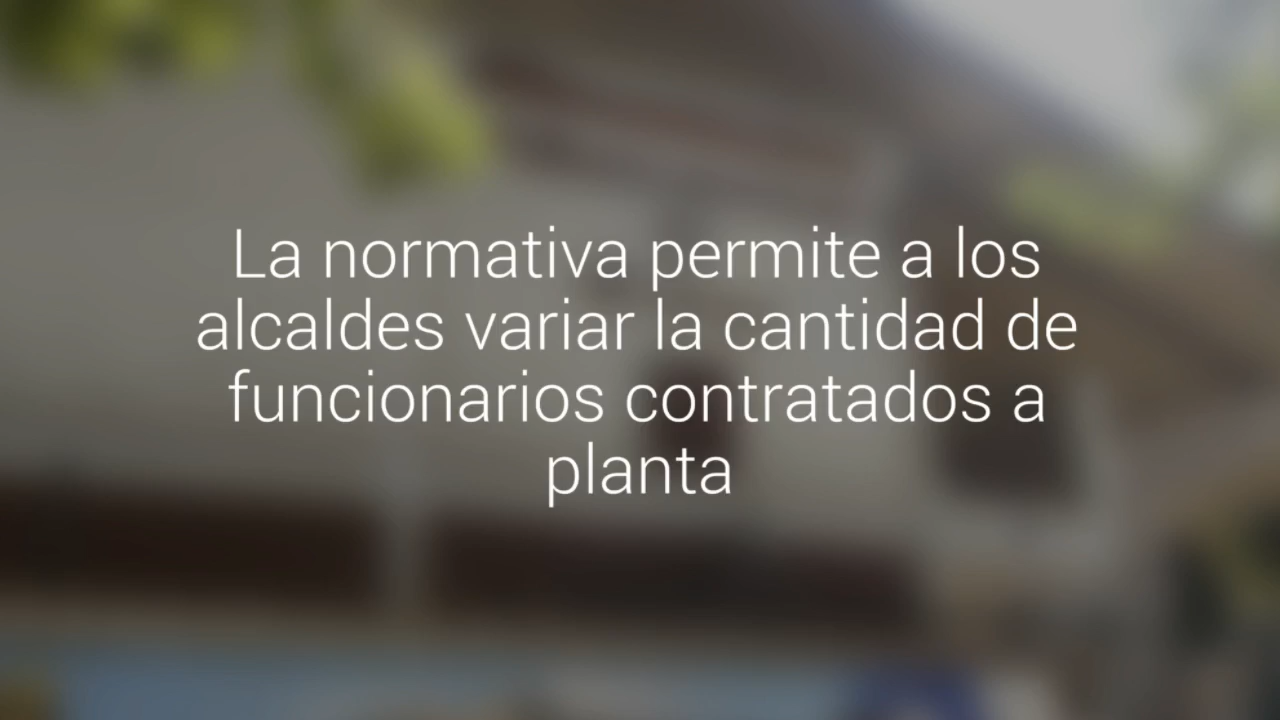 La normativa permite a los
alcaldes variar la cantidad de
funcionarios contratados a
planta